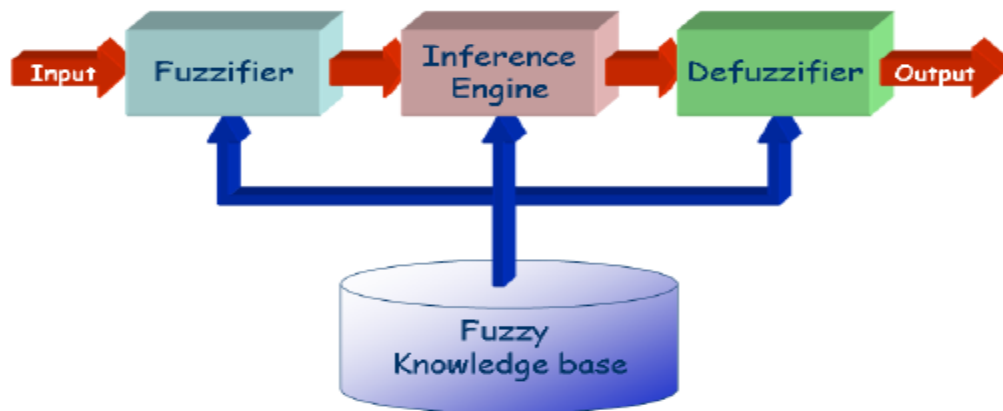 Input
Fuzzifier
Inference
Engine
Defuzzifier
Output
Fuzzy
Knowledge base